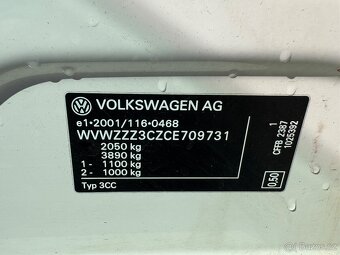 VOLKSWAGEN AG
e1*2001/116*0468
WVWZZZ3CZCE709731
2050 kg
3890 kg
1 - 1100 kg
2 - 1000 kg
Typ 3CC
1
CFFB 2387
1025392
0.50